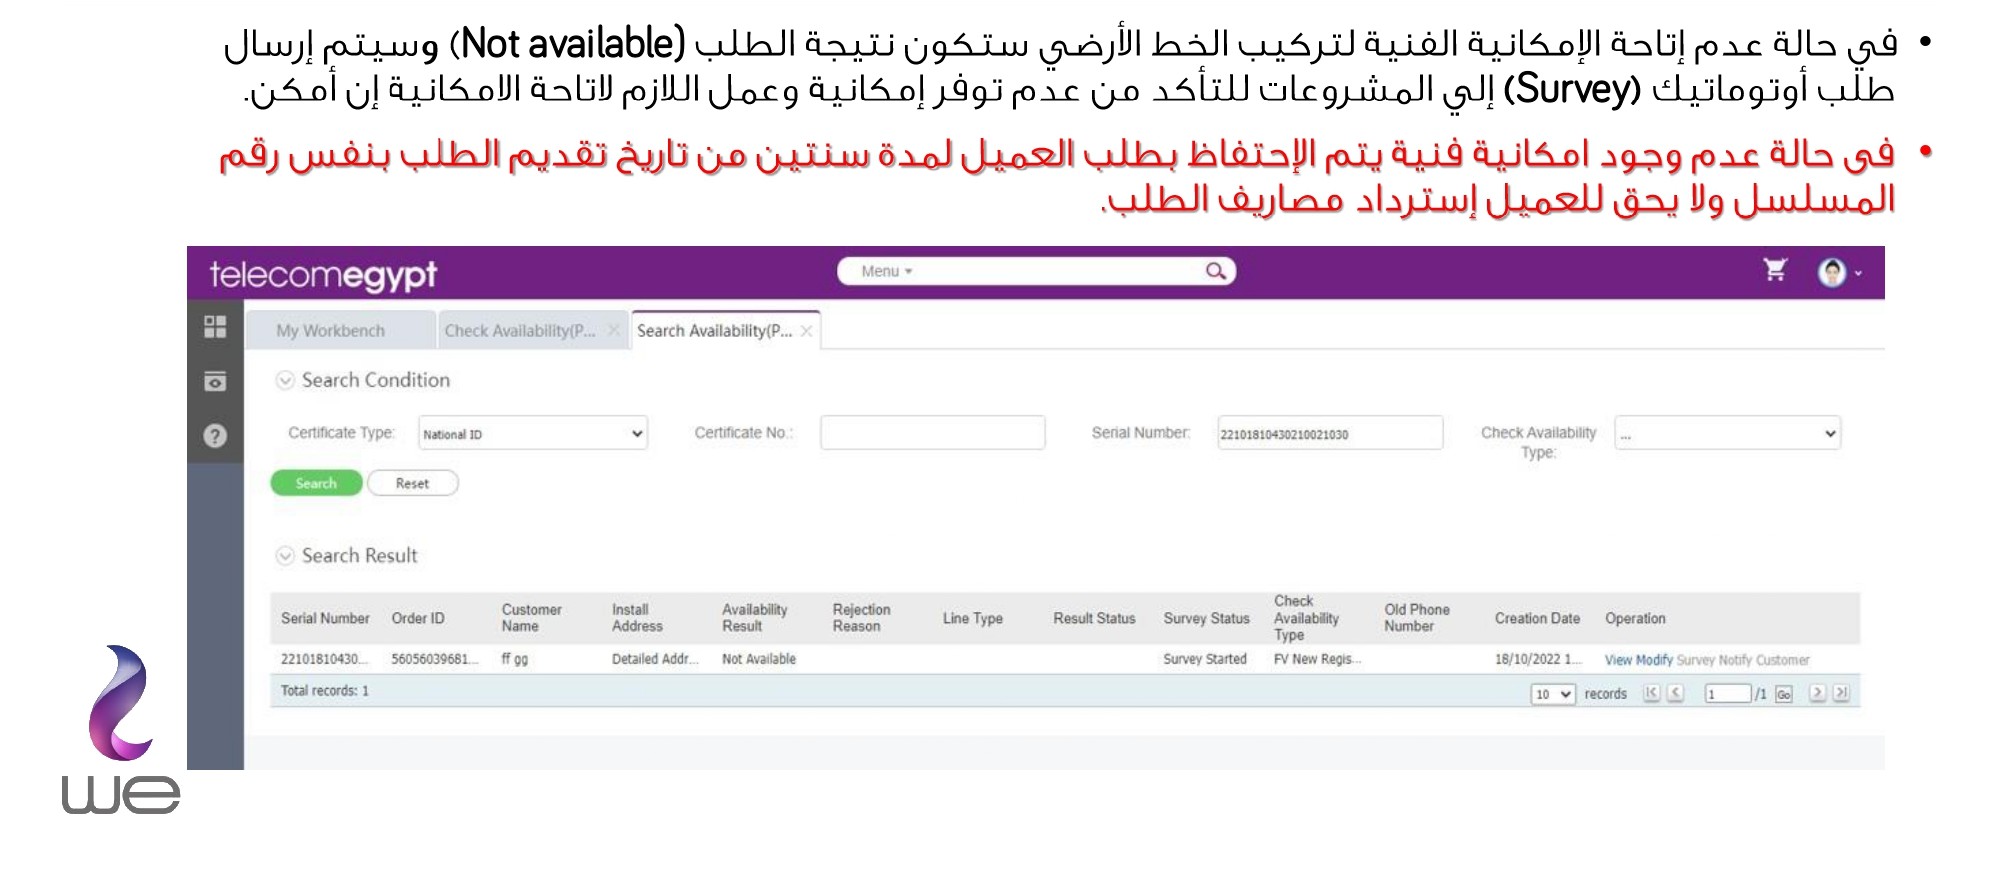 • في حالة عدم إتاحة الإمكانية الفنية لتركيب الخط الأرضي ستكون نتيجة الطلب (Not available) وسيتم إرسال
طلب أوتوماتيك (Survey) إلي المشروعات للتأكد من عدم توفر إمكانية وعمل اللازم لاتاحة الامكانية إن أمكن.
• فى حالة عدم وجود امكانية فنية يتم الإحتفاظ بطلب العميل لمدة سنتين من تاريخ تقديم الطلب بنفس رقم
المسلسل ولا يحق للعميل إسترداد مصاريف الطلب.
telecomegypt Menu
My Workbench Check Availability(P... Search Availability(P...
Search Condition
Certificate Type: National ID Certificate No.: Serial Number: 22101810430210021030 Check Availability Type: ...
Search Reset
Search Result
Serial Number Order ID Customer Name Install Address Availability Result Rejection Reason Line Type Result Status Survey Status Check Availability Type Old Phone Number Creation Date Operation
22101810430... 56056039681... ff gg Detailed Addr... Not Available Survey Started FV New Regis... 18/10/2022 1... View Modify Survey Notify Customer
Total records: 1 10 records 1 /1 Go
we